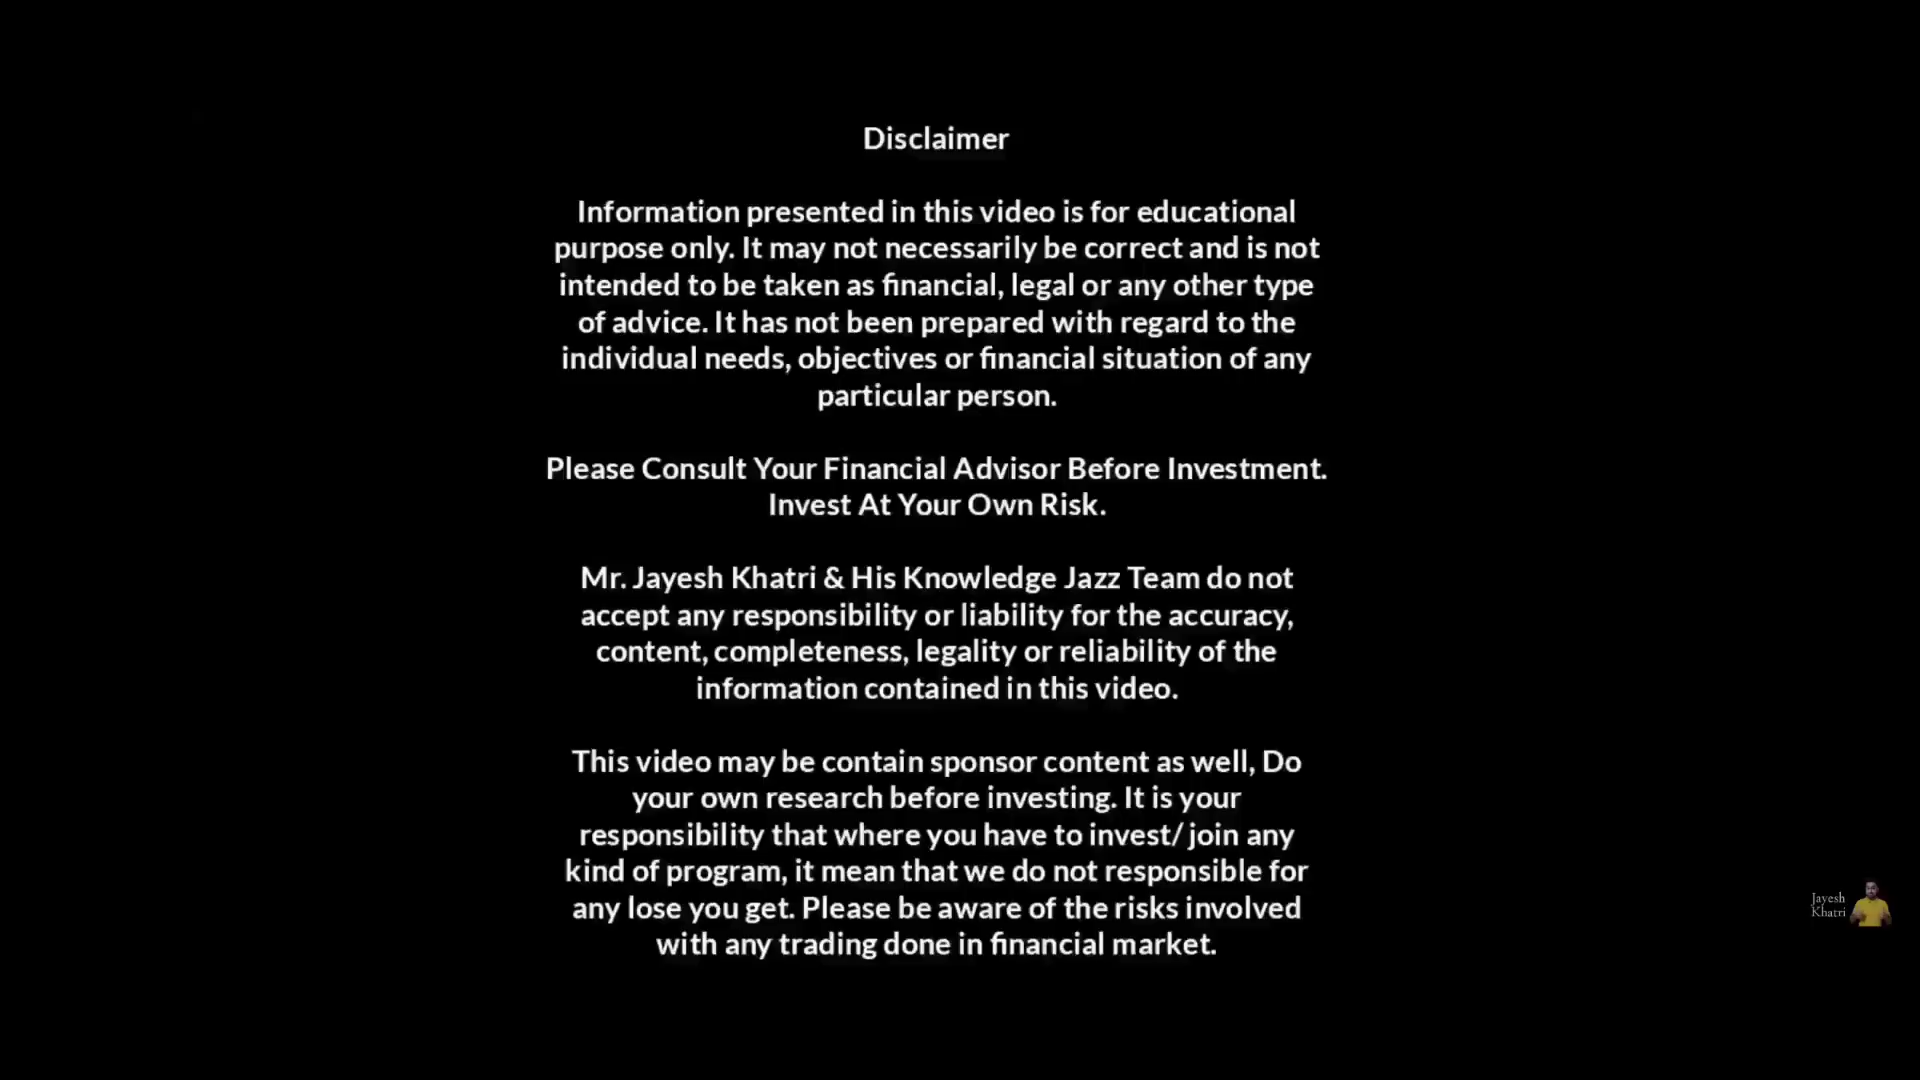 Disclaimer
Information presented in this video is for educational
purpose only. It may not necessarily be correct and is not
intended to be taken as financial, legal or any other type
of advice. It has not been prepared with regard to the
individual needs, objectives or financial situation of any
particular person.
Please Consult Your Financial Advisor Before Investment.
Invest At Your Own Risk.
Mr. Jayesh Khatri & His Knowledge Jazz Team do not
accept any responsibility or liability for the accuracy,
content, completeness, legality or reliability of the
information contained in this video.
This video may be contain sponsor content as well, Do
your own research before investing. It is your
responsibility that where you have to invest/ join any
kind of program, it mean that we do not responsible for
any lose you get. Please be aware of the risks involved
with any trading done in financial market.
Jayesh
Khatri